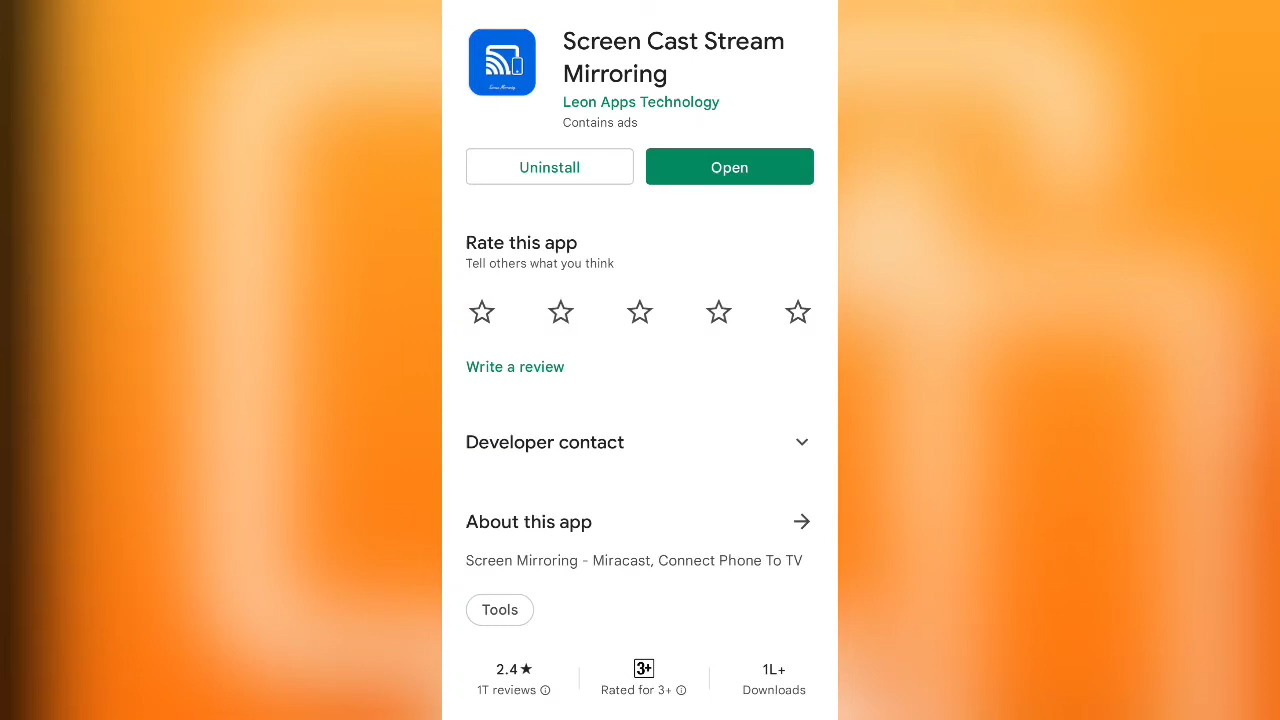 Screen Cast Stream
Mirroring
Leon Apps Technology
Contains ads
Uninstall
Open
Rate this app
Tell others what you think
Write a review
Developer contact
About this app
Screen Mirroring - Miracast, Connect Phone To TV
Tools
2.4★
1T reviews
3+
Rated for 3+
1L+
Downloads